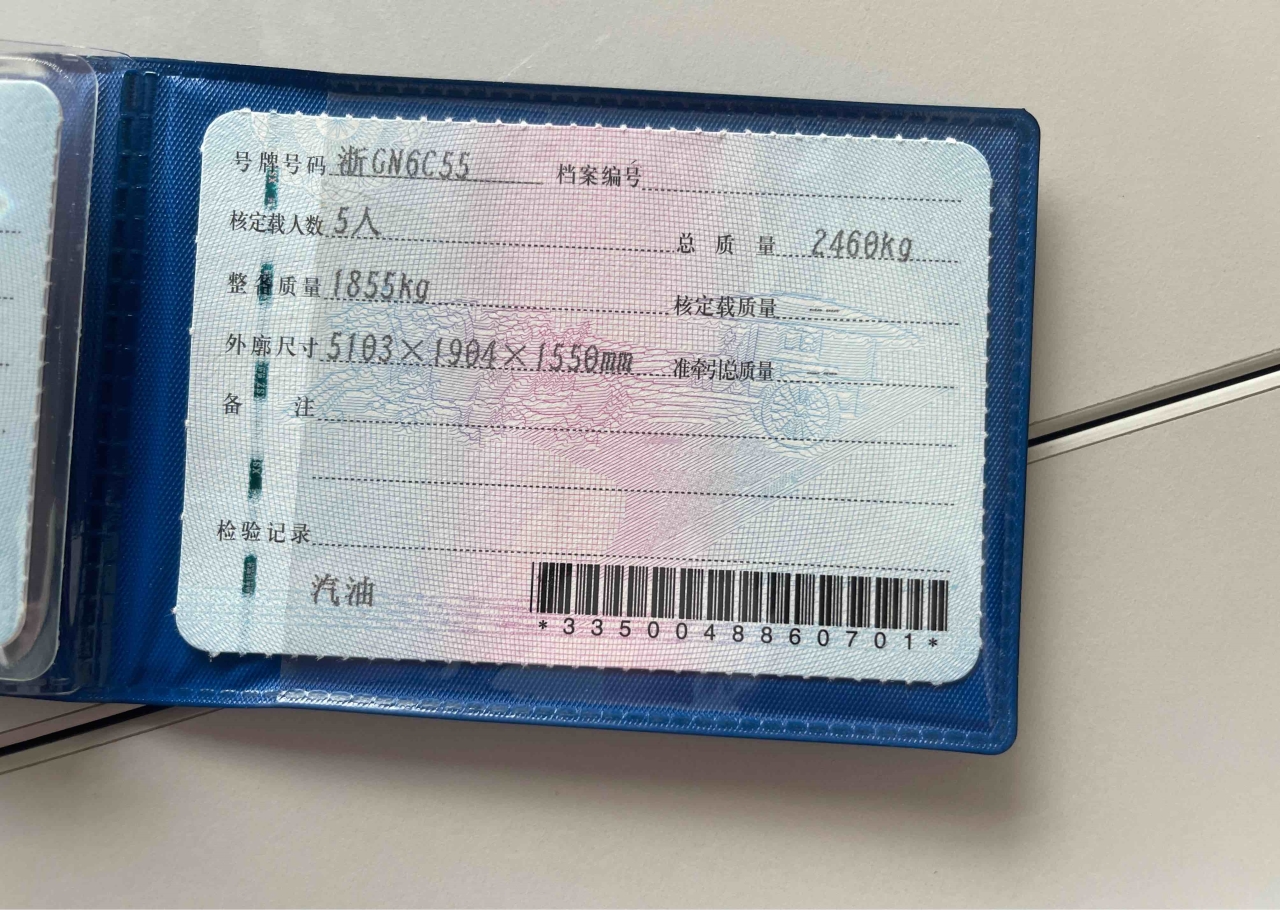 号牌号码 浙GN6C55 档案编号
核定载人数 5人 总质量 2460kg
整备质量 1855kg 核定载质量 --
外廓尺寸 5103×1904×1550mm 准牵引总质量 --
备注
检验记录
汽油
*3350048860701*